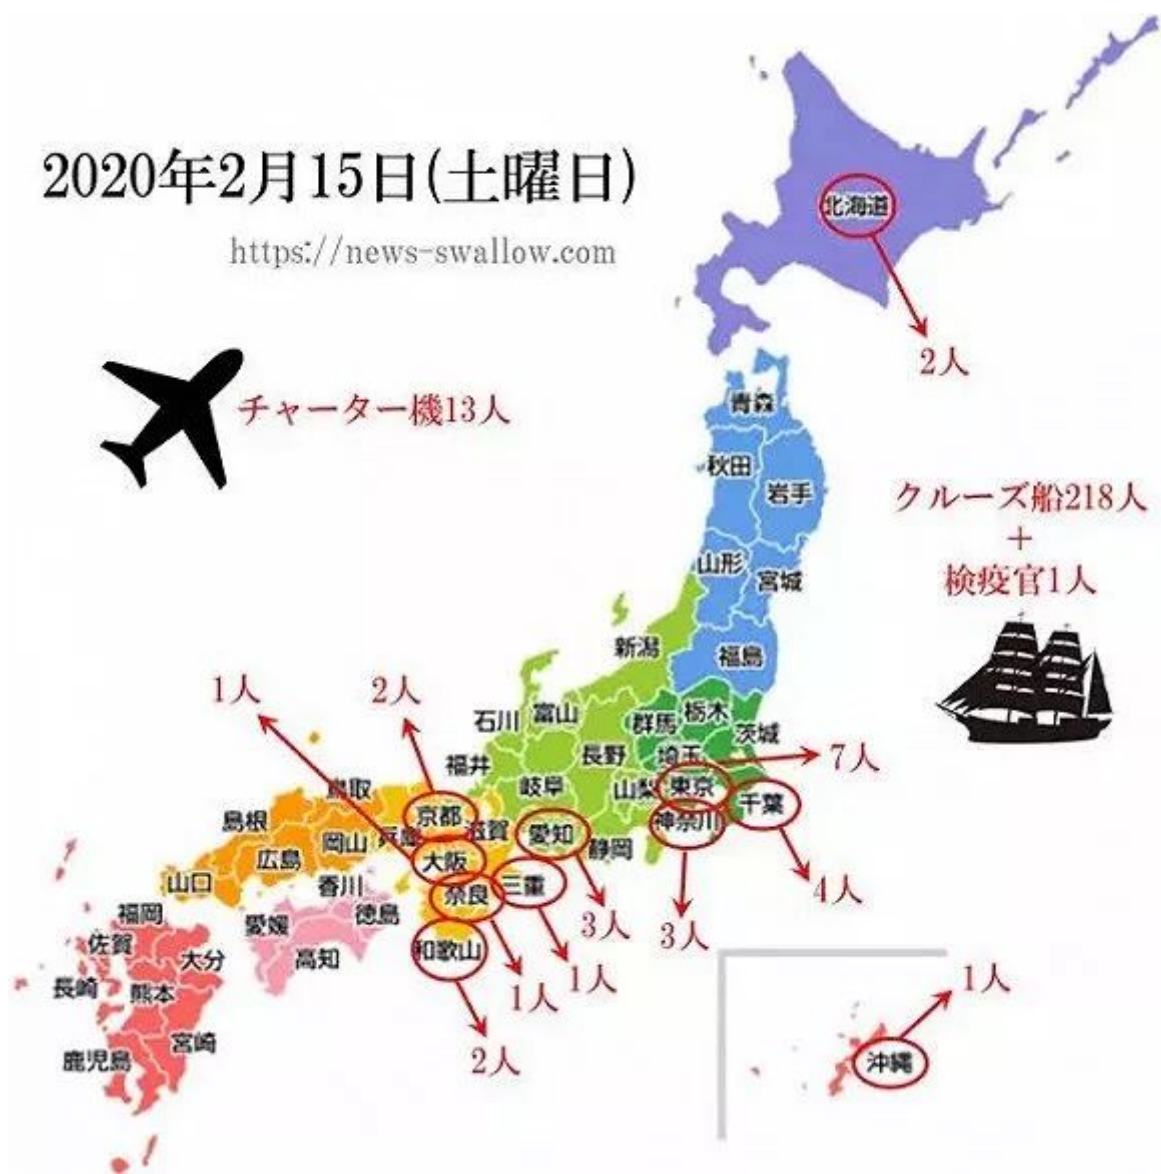 2020年2月15日(土曜日)
https://news-swallow.com
北海道
2人
チャーター機13人
青森
秋田
岩手
クルーズ船218人
+
検疫官1人
山形
宮城
新潟
福島
1人
2人
石川
富山
群馬
栃木
茨城
福井
長野
埼玉
7人
岐阜
山梨
東京
千葉
鳥取
京都
滋賀
愛知
神奈川
島根
岡山
兵庫
静岡
広島
大阪
山口
香川
奈良
三重
4人
福岡
愛媛
徳島
3人
3人
佐賀
大分
高知
和歌山
1人
1人
長崎
熊本
1人
宮崎
2人
鹿児島
沖縄